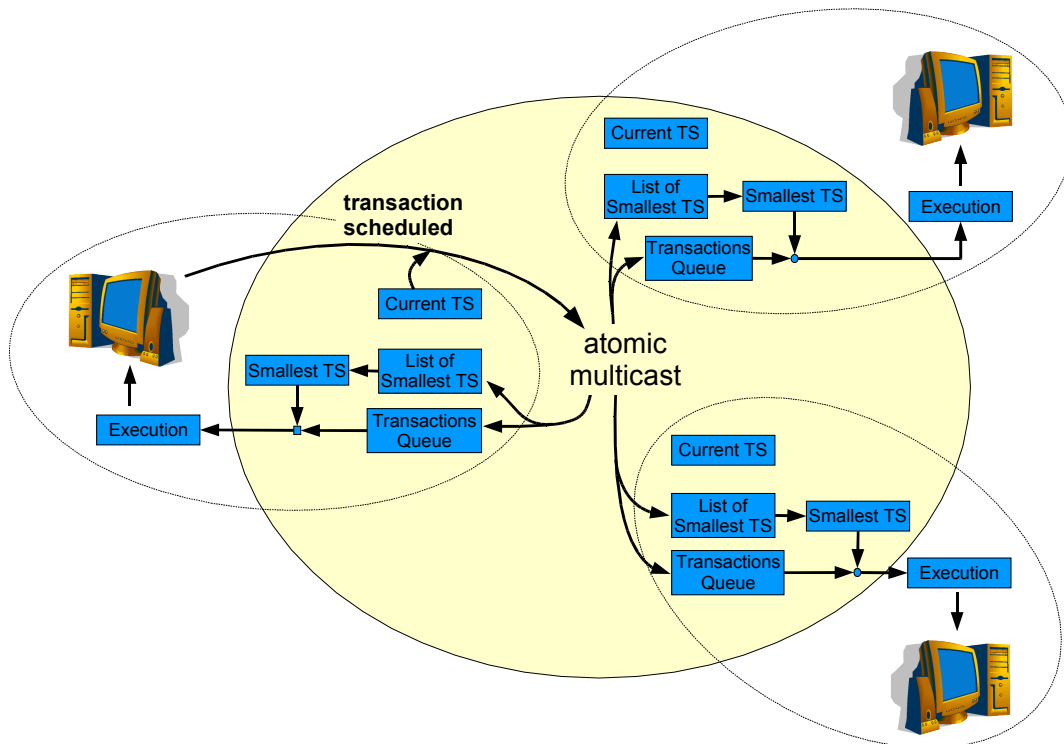 Current TS
List of
Smallest TS
Smallest TS
Execution
Transactions
Queue
transaction
scheduled
Current TS
atomic
multicast
Smallest TS
List of
Smallest TS
Execution
Transactions
Queue
Current TS
List of
Smallest TS
Smallest TS
Transactions
Queue
Execution